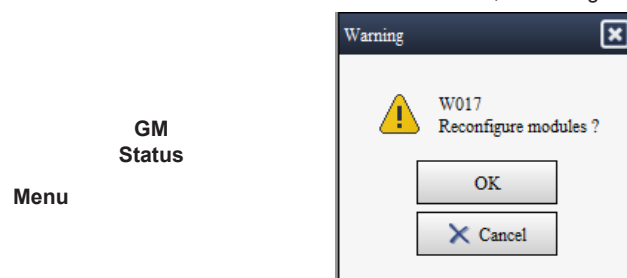 GM
Status
Menu
Warning
W017
Reconfigure modules ?
OK
Cancel